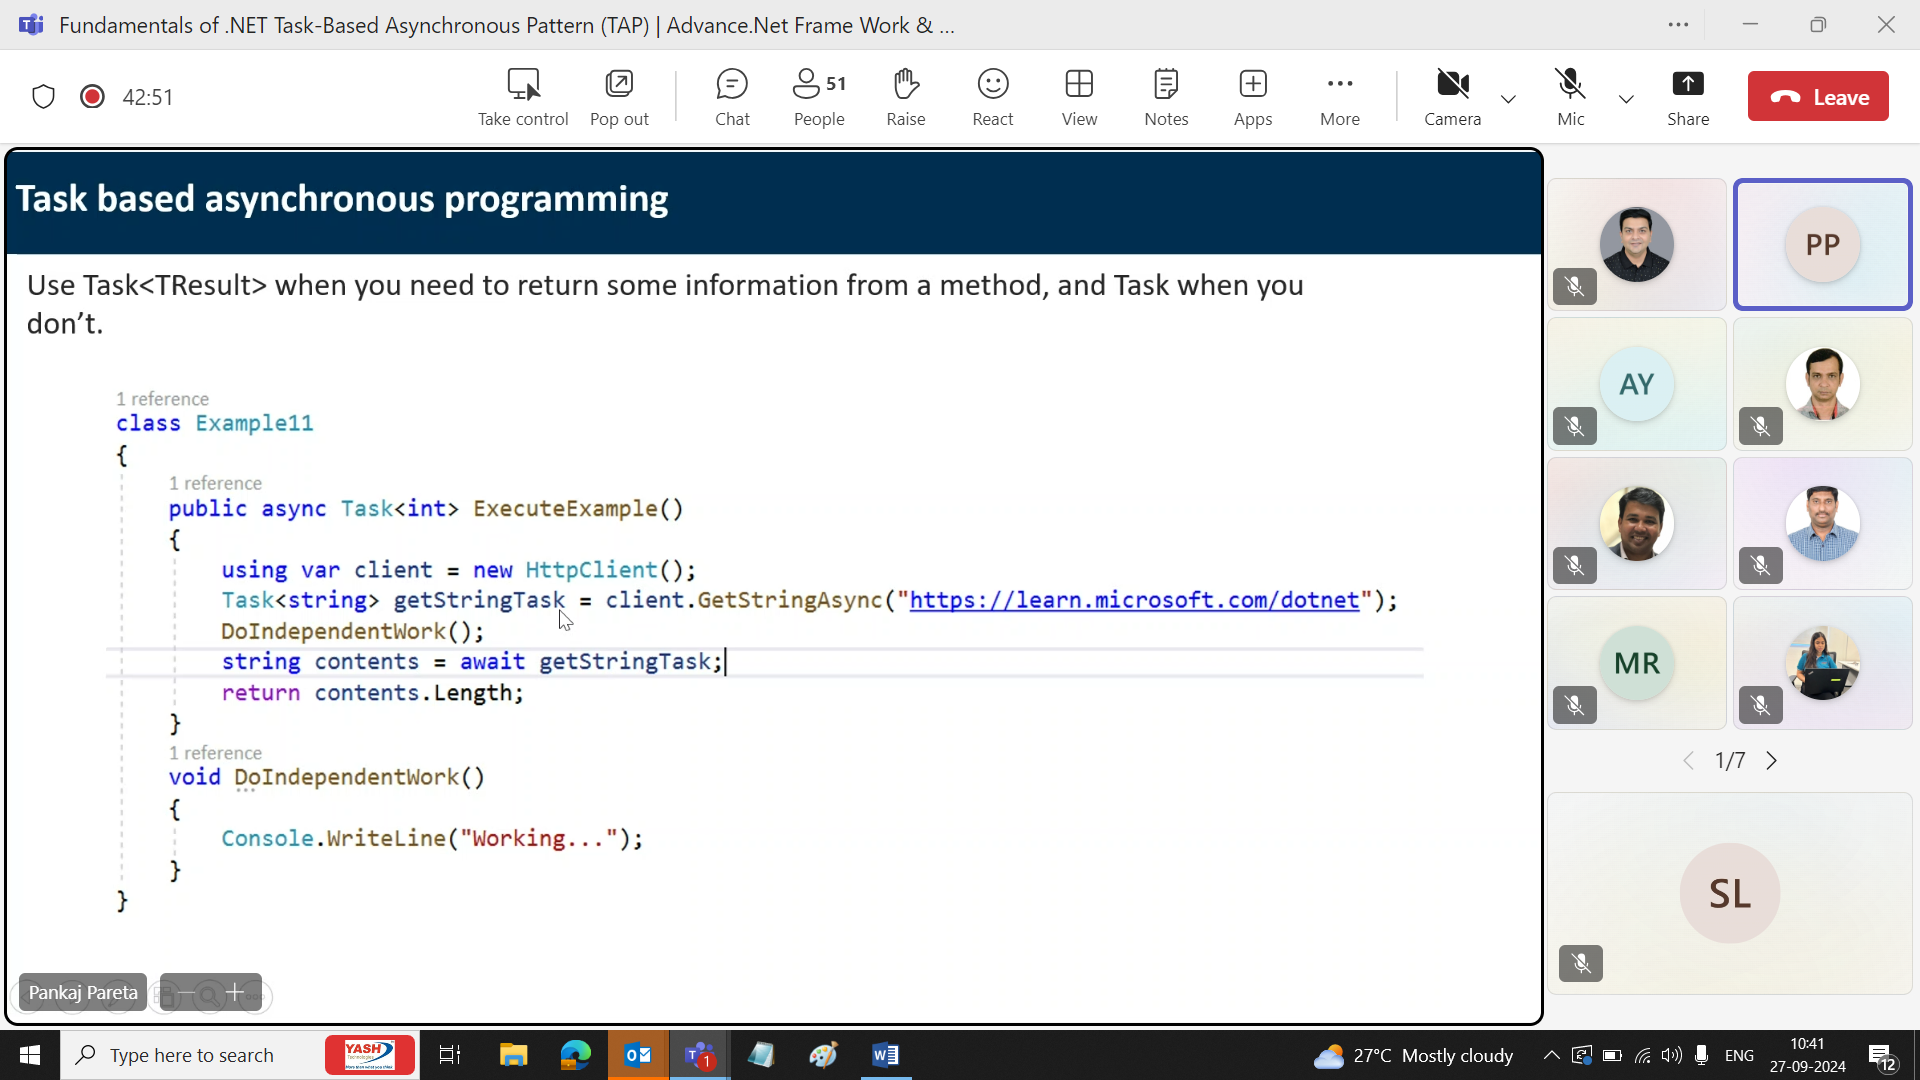 Fundamentals of .NET Task-Based Asynchronous Pattern (TAP) | Advance.Net Frame Work & ...
42:51
Take control
Pop out
Chat
51
People
Raise
React
View
Notes
Apps
More
Camera
Mic
Share
Leave
Task based asynchronous programming
Use Task<TResult> when you need to return some information from a method, and Task when you
don’t.
1 reference
class Example11
{
1 reference
public async Task<int> ExecuteExample()
{
using var client = new HttpClient();
Task<string> getStringTask = client.GetStringAsync("https://learn.microsoft.com/dotnet");
DoIndependentWork();
string contents = await getStringTask;
return contents.Length;
}
1 reference
void DoIndependentWork()
{
Console.WriteLine("Working...");
}
}
Pankaj Pareta
PP
AY
MR
1/7
SL
Type here to search
YASH
1
27°C Mostly cloudy
ENG
10:41
27-09-2024
12